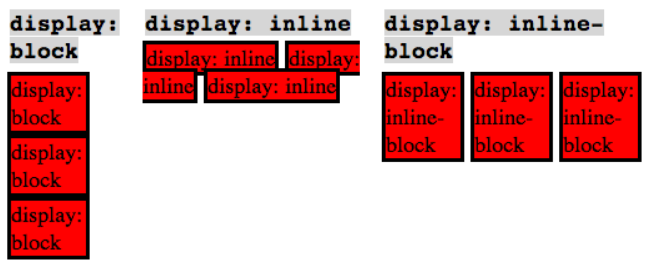 display:
block
display:
block
display:
block
display:
block
display: inline
display: inline display:
inline display: inline
display: inline-
block
display: display: display:
inline- inline- inline-
block block block